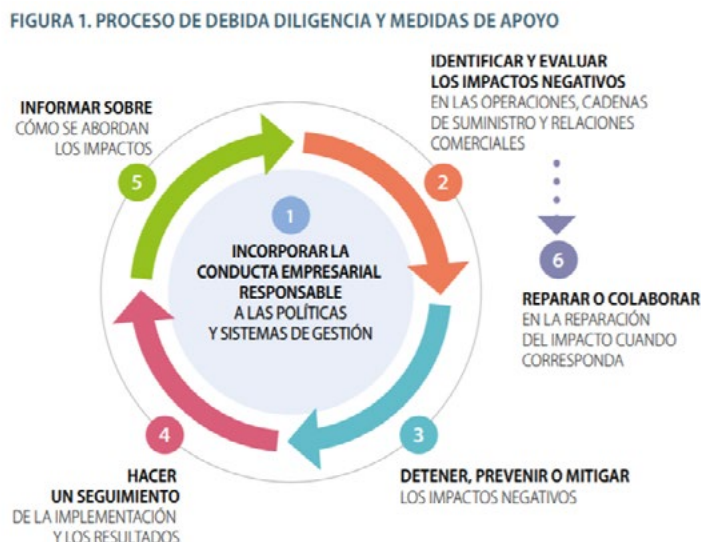 FIGURA 1. PROCESO DE DEBIDA DILIGENCIA Y MEDIDAS DE APOYO
1
INCORPORAR LA
CONDUCTA EMPRESARIAL
RESPONSABLE
A LAS POLÍTICAS
Y SISTEMAS DE GESTIÓN
IDENTIFICAR Y EVALUAR
LOS IMPACTOS NEGATIVOS
EN LAS OPERACIONES, CADENAS
DE SUMINISTRO Y RELACIONES
COMERCIALES
2
3
DETENER, PREVENIR O MITIGAR
LOS IMPACTOS NEGATIVOS
4
HACER
UN SEGUIMIENTO
DE LA IMPLEMENTACIÓN
Y LOS RESULTADOS
INFORMAR SOBRE
CÓMO SE ABORDAN
LOS IMPACTOS
5
6
REPARAR O COLABORAR
EN LA REPARACIÓN
DEL IMPACTO CUANDO
CORRESPONDA